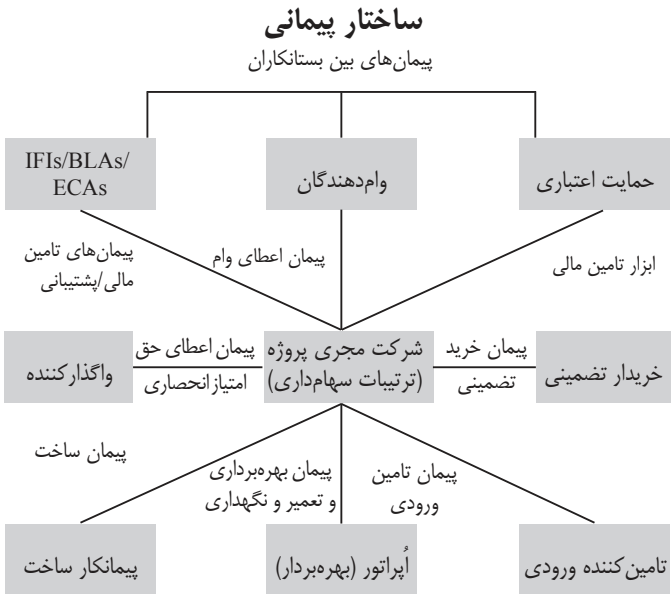 ساختار پیمانی
پیمان‌های بین بستانکاران
حمایت اعتباری
وام‌دهندگان
IFIs/BLAs/
ECAs
ابزار تامین مالی
پیمان اعطای وام
پیمان‌های تامین
مالی/پشتیبانی
خریدار تضمینی
پیمان خرید
تضمینی
شرکت مجری پروژه
(ترتیبات سهام‌داری)
پیمان اعطای حق
امتیاز انحصاری
واگذارکننده
پیمان تامین
ورودی
پیمان بهره‌برداری
و تعمیر و نگهداری
پیمان ساخت
تامین‌کننده ورودی
اُپراتور (بهره‌بردار)
پیمانکار ساخت